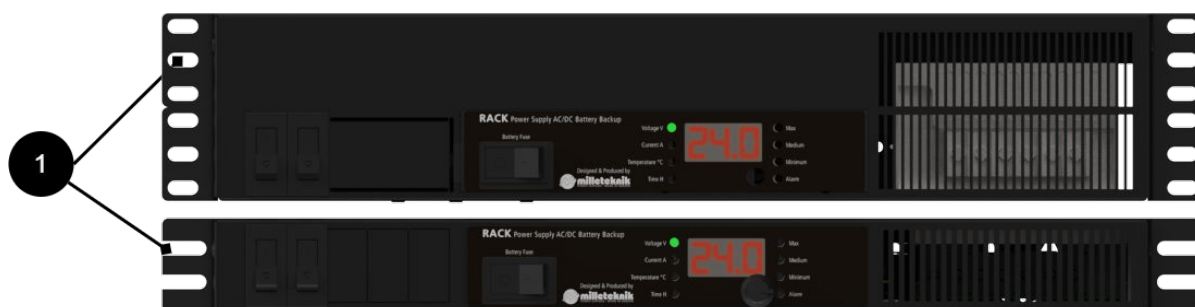 1
RACK Power Supply AC/DC Battery Backup
Battery Fuse
Voltage V
Current A
Temperature °C
Time H
24.0
Max
Medium
Minimum
Alarm
Designed & Produced by
milleteknik
RACK Power Supply AC/DC Battery Backup
Battery Fuse
Voltage V
Current A
Temperature °C
Time H
24.0
Max
Medium
Minimum
Alarm
Designed & Produced by
milleteknik